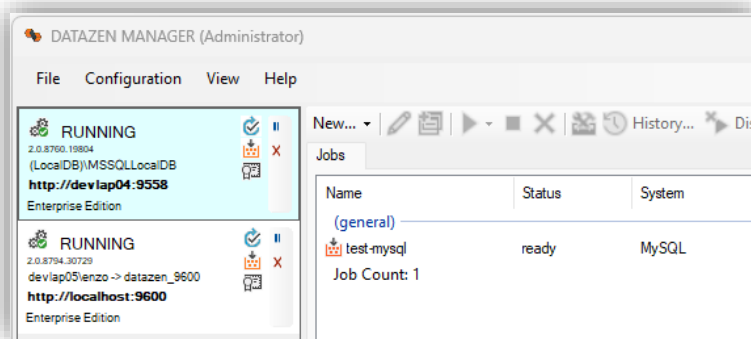 DATAZEN MANAGER (Administrator)
File Configuration View Help
RUNNING
2.0.8760.19804
(LocalDB)\MSSQLLocalDB
http://devlap04:9558
Enterprise Edition
RUNNING
2.0.8794.30729
devlap05\enzo -> datazen_9600
http://localhost:9600
Enterprise Edition
New... History... Di
Jobs
Name Status System
(general)
test-mysql ready MySQL
Job Count: 1